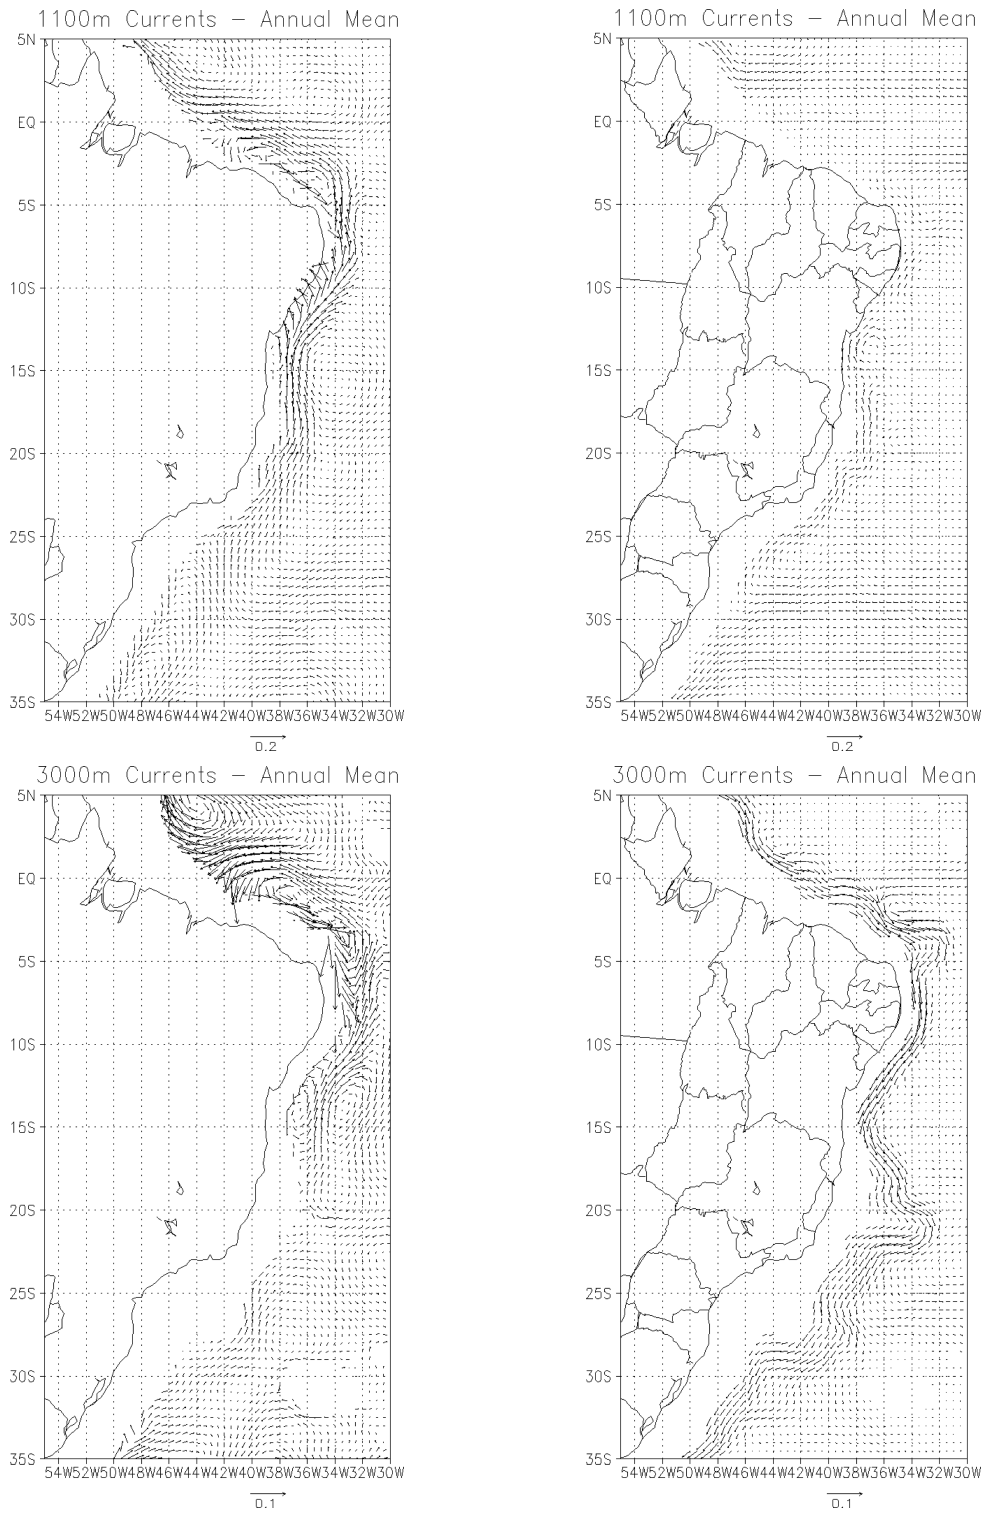 1100m Currents – Annual Mean
5N
EQ
5S
10S
15S
20S
25S
30S
35S
54W52W50W48W46W44W42W40W38W36W34W32W30W
0.2
1100m Currents – Annual Mean
5N
EQ
5S
10S
15S
20S
25S
30S
35S
54W52W50W48W46W44W42W40W38W36W34W32W30W
0.2
3000m Currents – Annual Mean
5N
EQ
5S
10S
15S
20S
25S
30S
35S
54W52W50W48W46W44W42W40W38W36W34W32W30W
0.1
3000m Currents – Annual Mean
5N
EQ
5S
10S
15S
20S
25S
30S
35S
54W52W50W48W46W44W42W40W38W36W34W32W30W
0.1